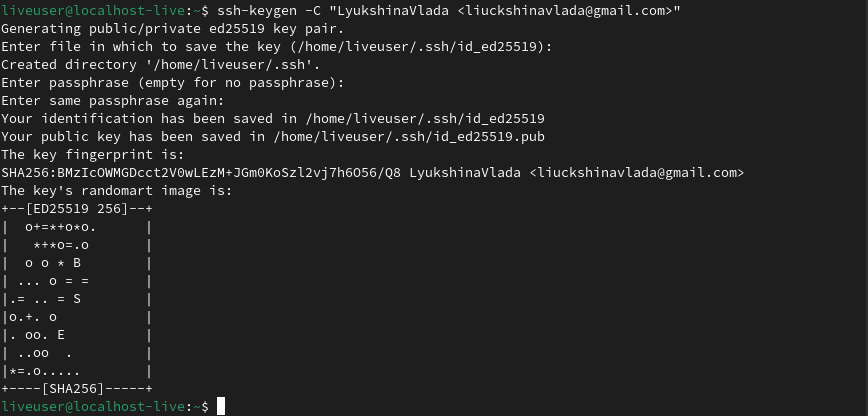 liveuser@localhost-live:~$ ssh-keygen -C "LyukshinaVlada <liuckshinavlada@gmail.com>"
Generating public/private ed25519 key pair.
Enter file in which to save the key (/home/liveuser/.ssh/id_ed25519):
Created directory '/home/liveuser/.ssh'.
Enter passphrase (empty for no passphrase):
Enter same passphrase again:
Your identification has been saved in /home/liveuser/.ssh/id_ed25519
Your public key has been saved in /home/liveuser/.ssh/id_ed25519.pub
The key fingerprint is:
SHA256:BMzIcOWMGDcct2V0wLEzM+JGm0KoSzl2vj7h6O56/Q8 LyukshinaVlada <liuckshinavlada@gmail.com>
The key's randomart image is:
+--[ED25519 256]--+
|  o+=*+o*o.      |
|   *+*o=.o       |
|  o o * B        |
| ... o = =       |
|.= .. = S        |
|o.+. o           |
|. oo. E          |
| ..oo  .         |
|*=.o.....        |
+----[SHA256]-----+
liveuser@localhost-live:~$